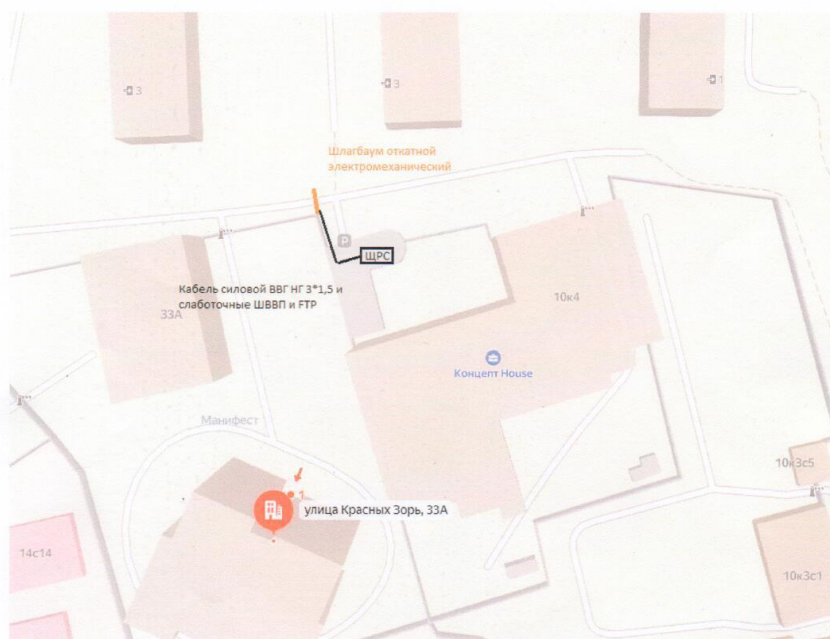 3
3
1
Шлагбаум откатной
электромеханический
P
ЩРС
Кабель силовой ВВГ НГ 3*1,5 и
слаботочные ШВВП и FTP
33А
10к4
Концепт House
Манифест
10к3с5
1
улица Красных Зорь, 33А
14с14
10к3с1